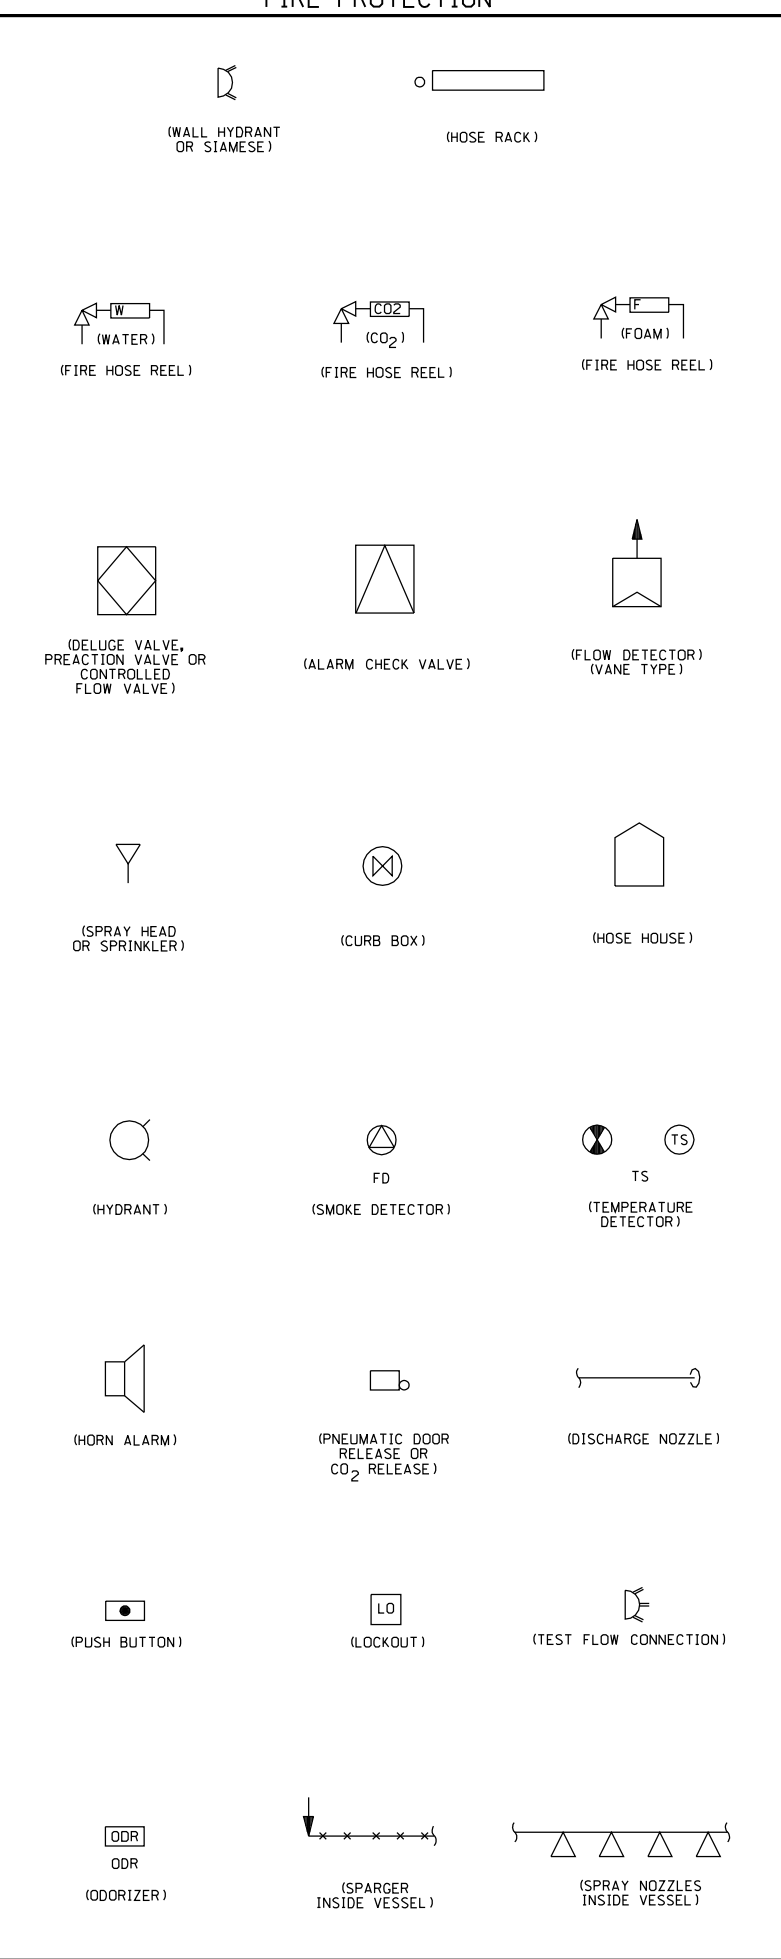 FIRE PROTECTION
(WALL HYDRANT
OR SIAMESE)
(HOSE RACK)
W
(WATER)
(FIRE HOSE REEL)
CO2
(CO2)
(FIRE HOSE REEL)
F
(FOAM)
(FIRE HOSE REEL)
(DELUGE VALVE,
PREACTION VALVE OR
CONTROLLED
FLOW VALVE)
(ALARM CHECK VALVE)
(FLOW DETECTOR)
(VANE TYPE)
(SPRAY HEAD
OR SPRINKLER)
(CURB BOX)
(HOSE HOUSE)
(HYDRANT)
FD
(SMOKE DETECTOR)
TS
TS
(TEMPERATURE
DETECTOR)
(HORN ALARM)
(PNEUMATIC DOOR
RELEASE OR
CO2 RELEASE)
(DISCHARGE NOZZLE)
(PUSH BUTTON)
LO
(LOCKOUT)
(TEST FLOW CONNECTION)
ODR
ODR
(ODORIZER)
(SPARGER
INSIDE VESSEL)
(SPRAY NOZZLES
INSIDE VESSEL)